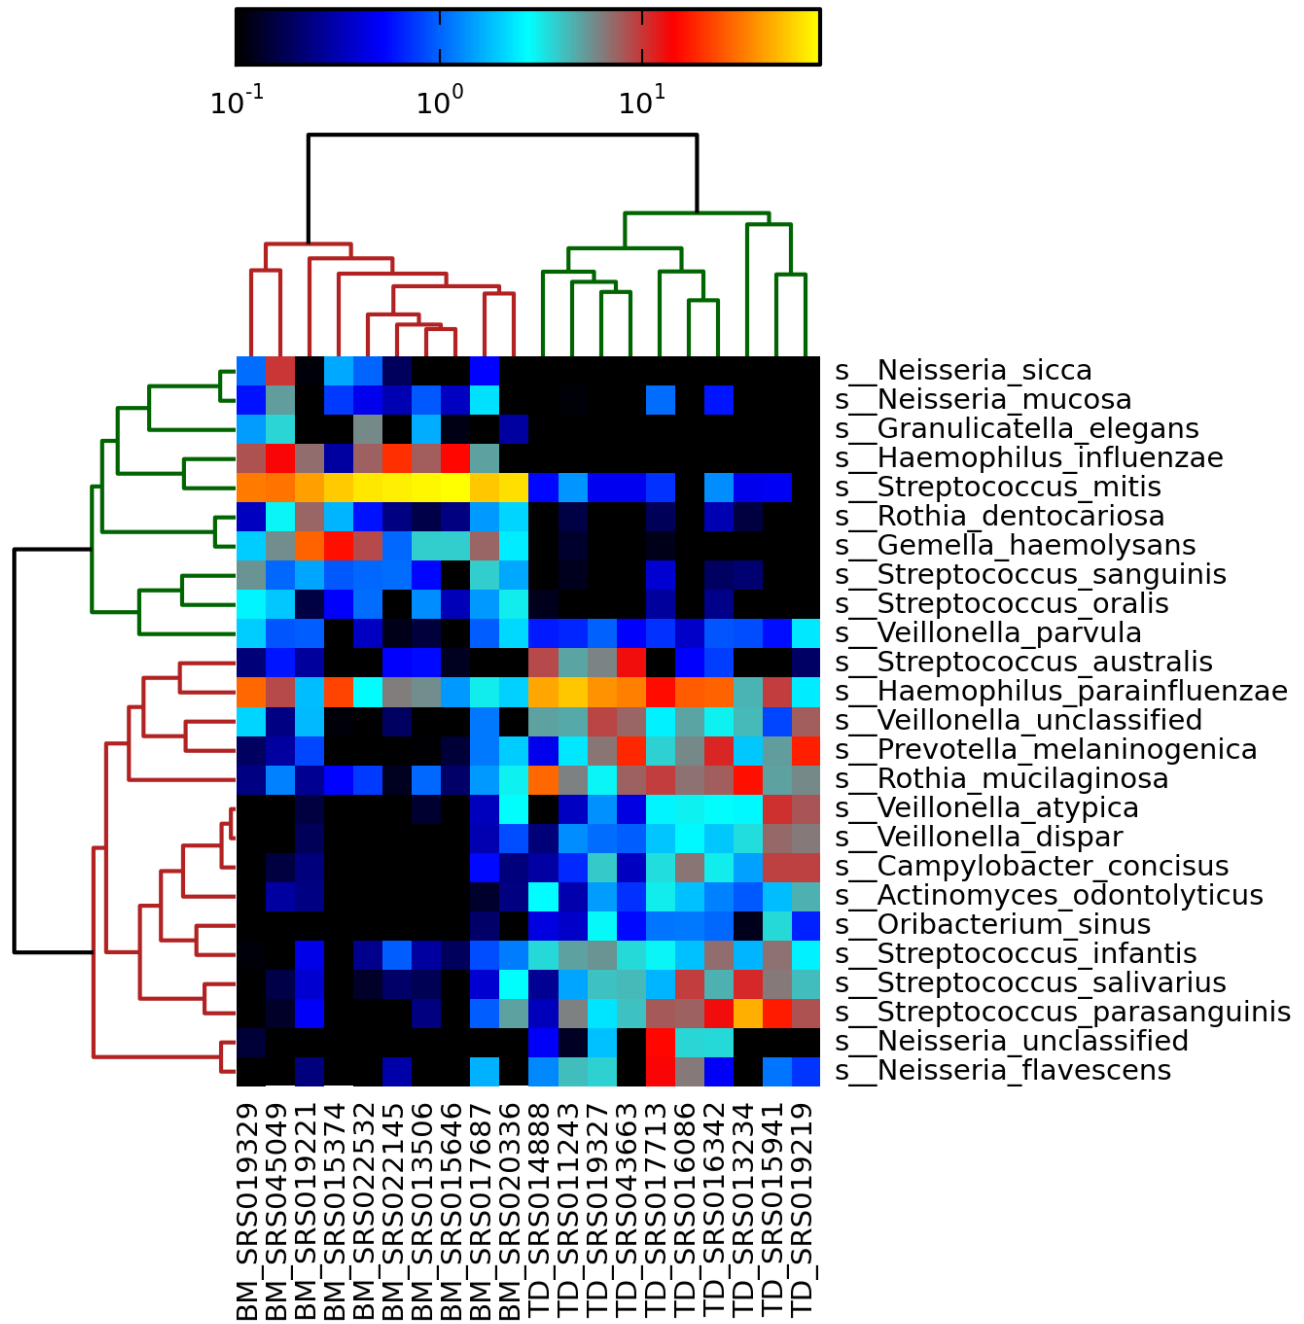 10^-1 10^0 10^1
s__Neisseria_sicca
s__Neisseria_mucosa
s__Granulicatella_elegans
s__Haemophilus_influenzae
s__Streptococcus_mitis
s__Rothia_dentocariosa
s__Gemella_haemolysans
s__Streptococcus_sanguinis
s__Streptococcus_oralis
s__Veillonella_parvula
s__Streptococcus_australis
s__Haemophilus_parainfluenzae
s__Veillonella_unclassified
s__Prevotella_melaninogenica
s__Rothia_mucilaginosa
s__Veillonella_atypica
s__Veillonella_dispar
s__Campylobacter_concisus
s__Actinomyces_odontolyticus
s__Oribacterium_sinus
s__Streptococcus_infantis
s__Streptococcus_salivarius
s__Streptococcus_parasanguinis
s__Neisseria_unclassified
s__Neisseria_flavescens
BM_SRS019329
BM_SRS045049
BM_SRS019221
BM_SRS015374
BM_SRS022532
BM_SRS022145
BM_SRS013506
BM_SRS015646
BM_SRS017687
BM_SRS020336
TD_SRS014888
TD_SRS011243
TD_SRS019327
TD_SRS043663
TD_SRS017713
TD_SRS016086
TD_SRS016342
TD_SRS013234
TD_SRS015941
TD_SRS019219